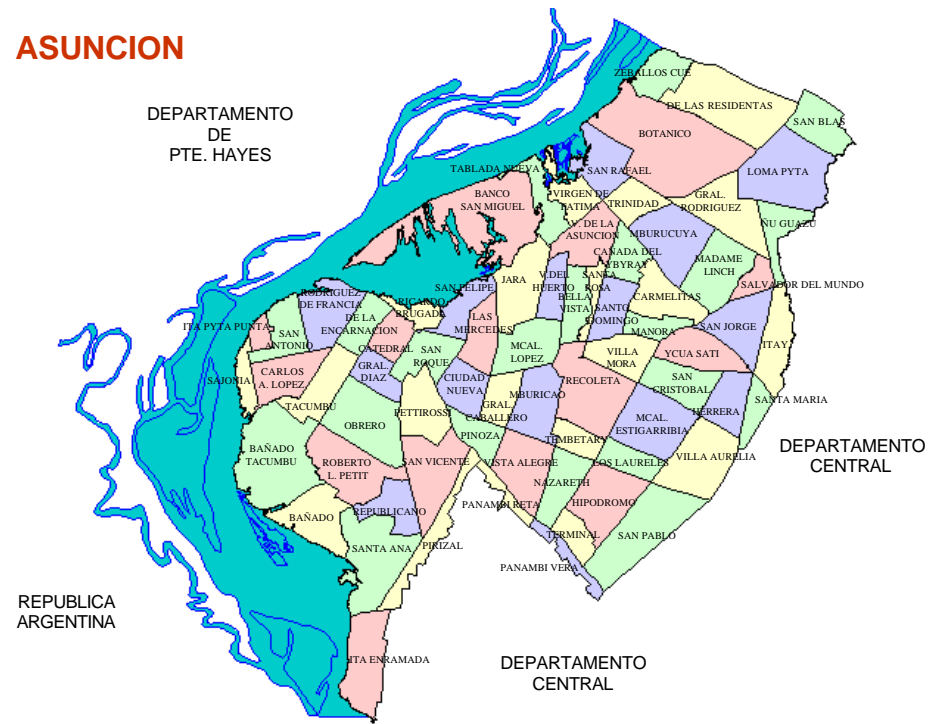 ASUNCION
DEPARTAMENTO
DE
PTE. HAYES
ZEBALLOS CUE
DE LAS RESIDENTAS
SAN BLAS
BOTANICO
TABLADA NUEVA
SAN RAFAEL
LOMA PYTA
BANCO
SAN MIGUEL
VIRGEN DE
FATIMA
TRINIDAD
GRAL.
RODRIGUEZ
V. DE LA
ASUNCION
MBURUCUYA
ÑU GUAZU
CAÑADA DEL
YBYRAY
MADAME
LINCH
JARA
V.DEL
HUERTO
SANTA
ROSA
SALVADOR DEL MUNDO
SAN FELIPE
RODRIGUEZ
DE FRANCIA
RICARDO
BRUGADA
BELLA
VISTA
CARMELITAS
SANTO
DOMINGO
ITA PYTA PUNTA
SAN
ANTONIO
DE LA
ENCARNACION
LAS
MERCEDES
MANORA
SAN JORGE
CATEDRAL
SAN
ROQUE
MCAL.
LOPEZ
VILLA
MORA
YCUA SATI
ITAY
SAJONIA
CARLOS
A. LOPEZ
GRAL.
DIAZ
CIUDAD
NUEVA
MBURICAO
RECOLETA
SAN
CRISTOBAL
SANTA MARIA
TACUMBU
PETTIROSSI
GRAL.
CABALLERO
MCAL.
ESTIGARRIBIA
HERRERA
OBRERO
PINOZA
TEMBETARY
DEPARTAMENTO
CENTRAL
BAÑADO
TACUMBU
ROBERTO
L. PETIT
SAN VICENTE
VISTA ALEGRE
LOS LAURELES
VILLA AURELIA
NAZARETH
BAÑADO
REPUBLICANO
PANAMBI RETA
HIPODROMO
SANTA ANA
PIRIZAL
TERMINAL
SAN PABLO
PANAMBI VERA
REPUBLICA
ARGENTINA
ITA ENRAMADA
DEPARTAMENTO
CENTRAL